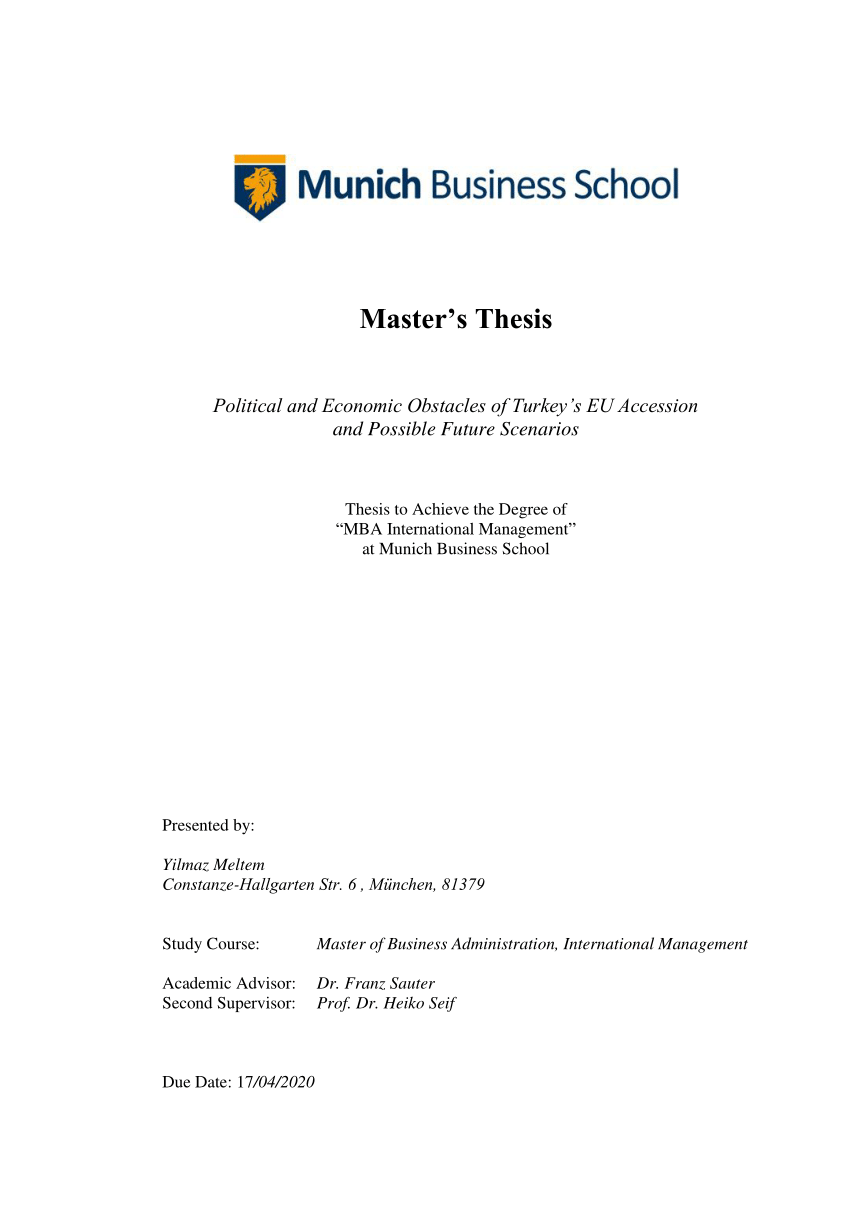 Munich Business School
Master’s Thesis
Political and Economic Obstacles of Turkey’s EU Accession
and Possible Future Scenarios
Thesis to Achieve the Degree of
“MBA International Management”
at Munich Business School
Presented by:
Yilmaz Meltem
Constanze-Hallgarten Str. 6 , München, 81379
Study Course: Master of Business Administration, International Management
Academic Advisor: Dr. Franz Sauter
Second Supervisor: Prof. Dr. Heiko Seif
Due Date: 17/04/2020